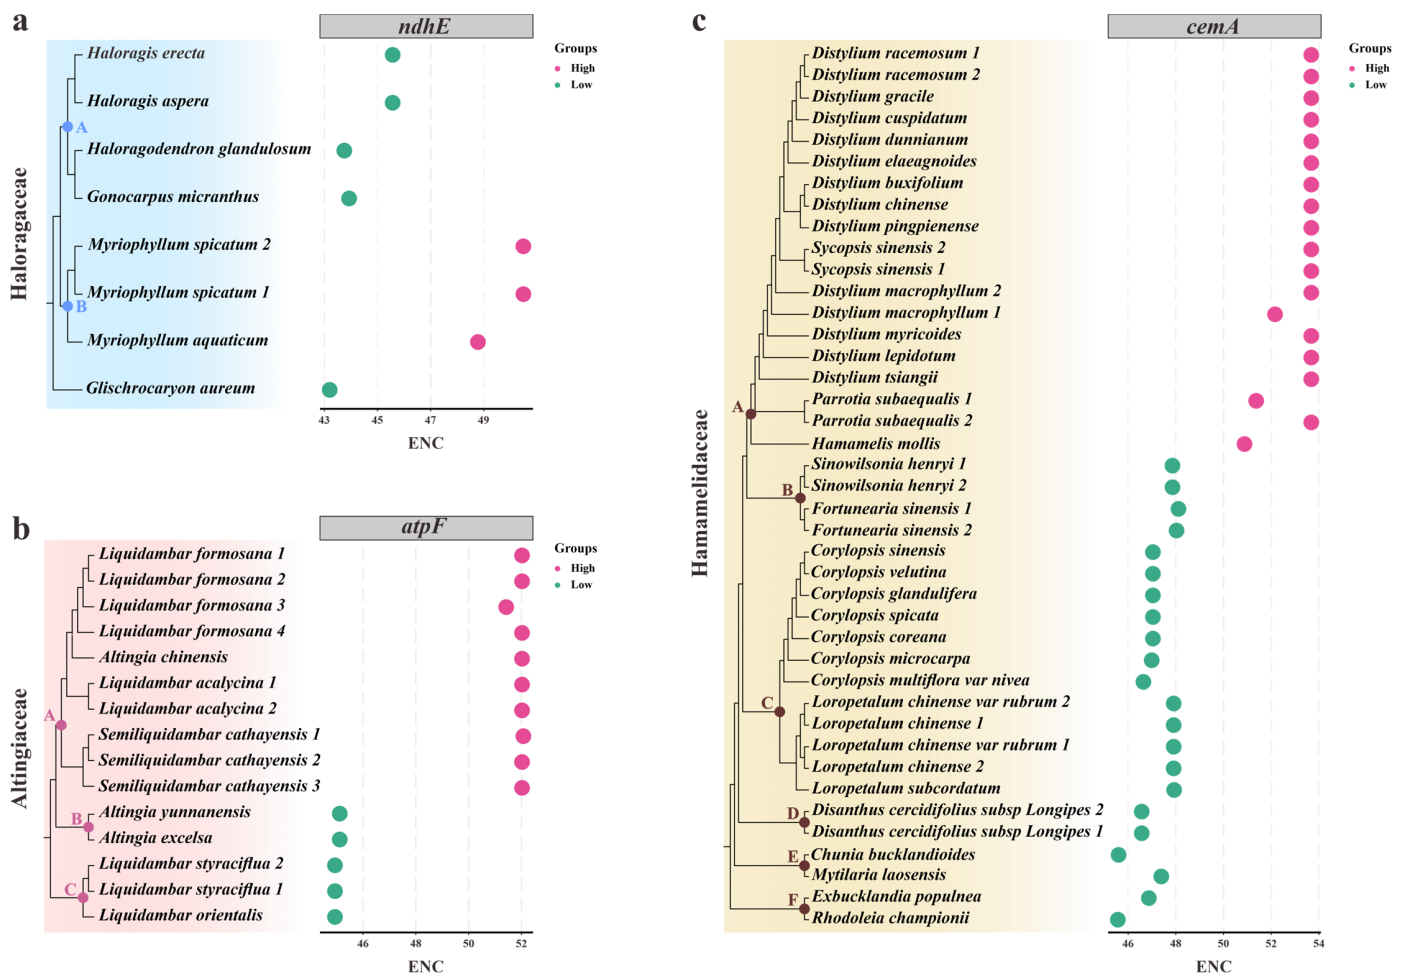 a
ndhE
Groups
High
Low
Haloragaceae
Haloragis erecta
Haloragis aspera
A
Haloragodendron glandulosum
Gonocarpus micranthus
Myriophyllum spicatum 2
Myriophyllum spicatum 1
B
Myriophyllum aquaticum
Glischrocaryon aureum
43 45 47 49
ENC
b
atpF
Groups
High
Low
Altingiaceae
Liquidambar formosana 1
Liquidambar formosana 2
Liquidambar formosana 3
Liquidambar formosana 4
Altingia chinensis
Liquidambar acalycina 1
Liquidambar acalycina 2
A
Semiliquidambar cathayensis 1
Semiliquidambar cathayensis 2
Semiliquidambar cathayensis 3
Altingia yunnanensis
B
Altingia excelsa
Liquidambar styraciflua 2
Liquidambar styraciflua 1
C
Liquidambar orientalis
46 48 50 52
ENC
c
cemA
Groups
High
Low
Hamamelidaceae
Distylium racemosum 1
Distylium racemosum 2
Distylium gracile
Distylium cuspidatum
Distylium dunnianum
Distylium elaeagnoides
Distylium buxifolium
Distylium chinense
Distylium pingpienense
Sycopsis sinensis 2
Sycopsis sinensis 1
Distylium macrophyllum 2
Distylium macrophyllum 1
Distylium myricoides
Distylium lepidotum
Distylium tsiangii
Parrotia subaequalis 1
A
Parrotia subaequalis 2
Hamamelis mollis
Sinowilsonia henryi 1
Sinowilsonia henryi 2
B
Fortunearia sinensis 1
Fortunearia sinensis 2
Corylopsis sinensis
Corylopsis velutina
Corylopsis glandulifera
Corylopsis spicata
Corylopsis coreana
Corylopsis microcarpa
Corylopsis multiflora var nivea
C
Loropetalum chinense var rubrum 2
Loropetalum chinense 1
Loropetalum chinense var rubrum 1
Loropetalum chinense 2
Loropetalum subcordatum
D
Disanthus cercidifolius subsp Longipes 2
Disanthus cercidifolius subsp Longipes 1
E
Chunia bucklandioides
Mytilaria laosensis
F
Exbucklandia populnea
Rhodoleia championii
46 48 50 52 54
ENC